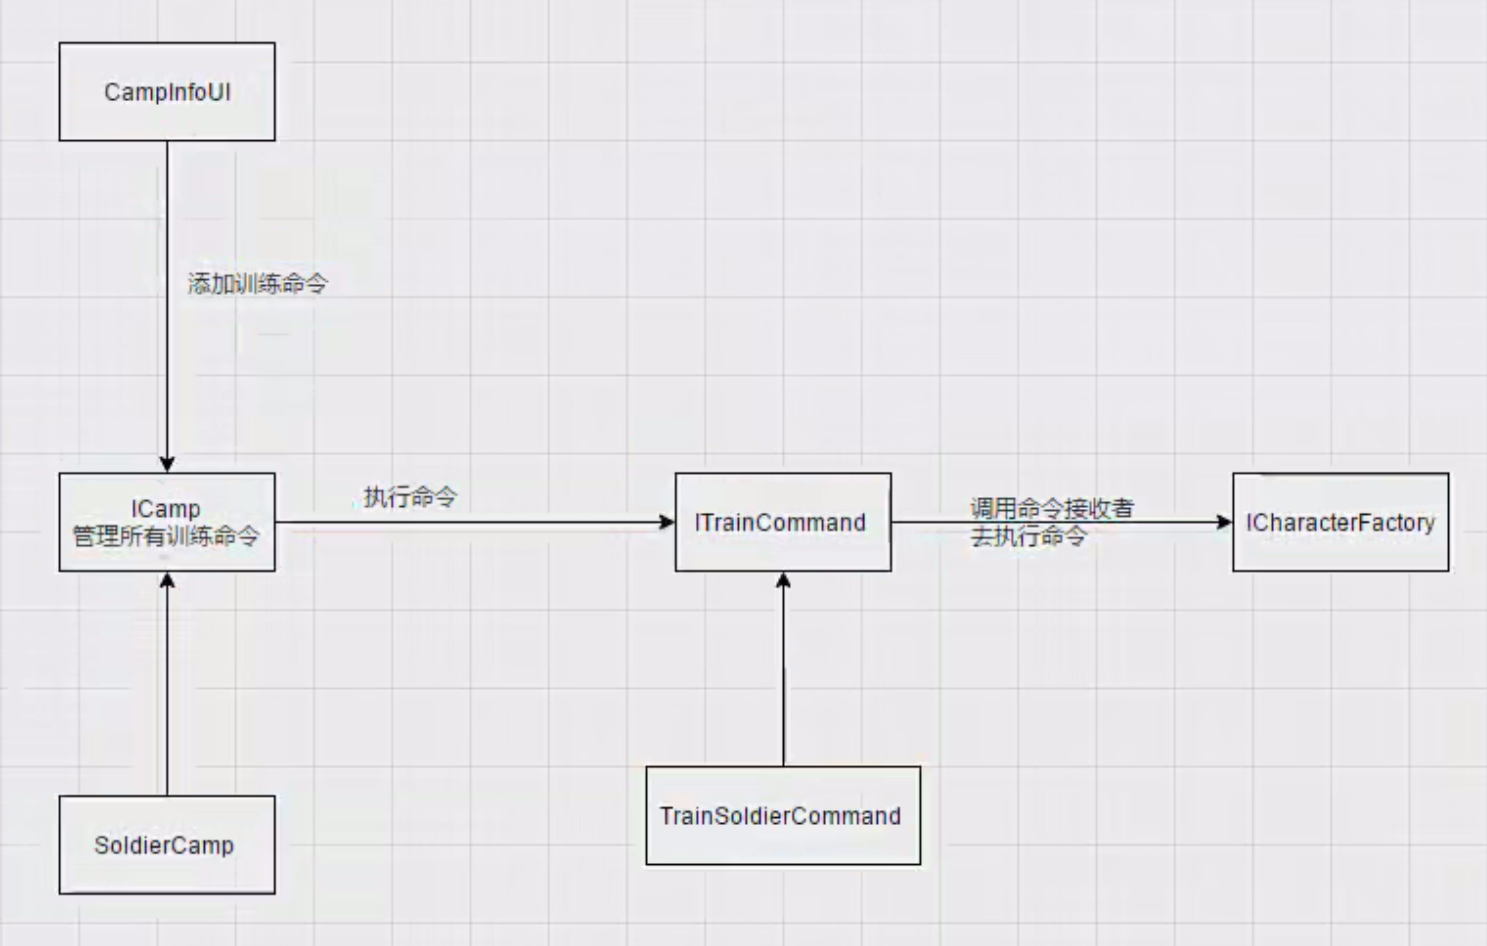 CampInfoUI
添加训练命令
ICamp
管理所有训练命令
执行命令
ITrainCommand
调用命令接收者
去执行命令
ICharacterFactory
TrainSoldierCommand
SoldierCamp